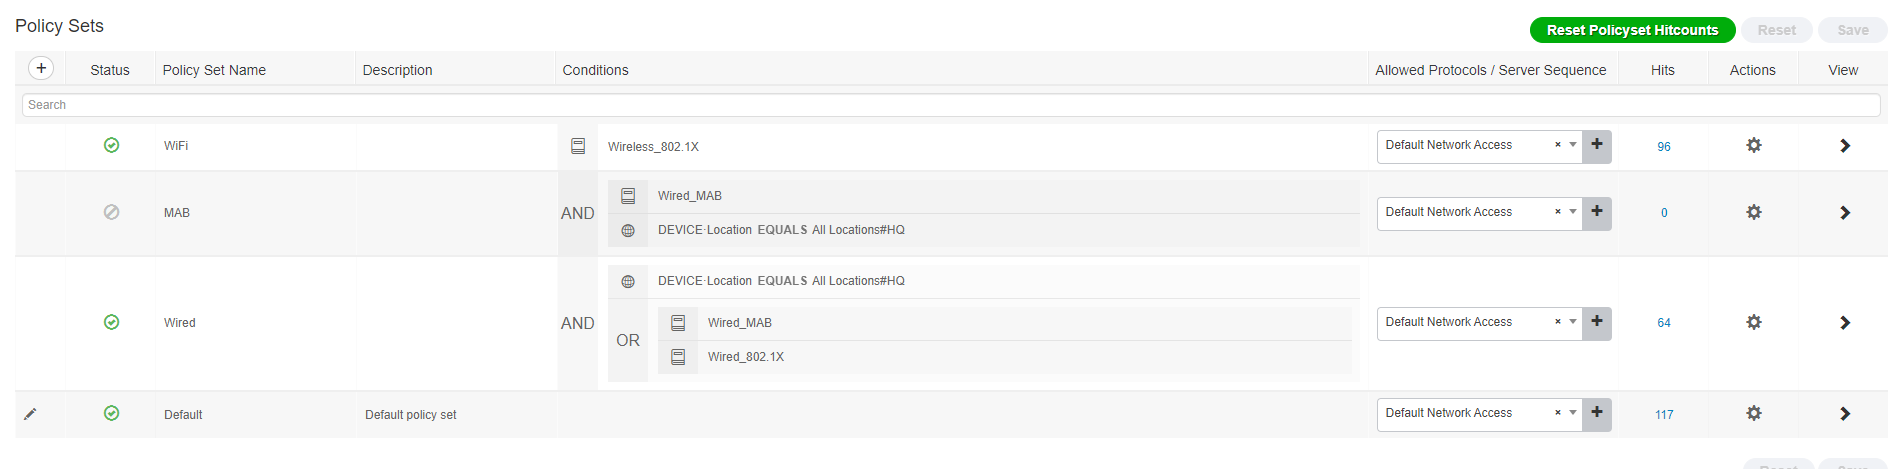 Policy Sets
Reset Policyset Hitcounts Reset Save
+ Status Policy Set Name Description Conditions Allowed Protocols / Server Sequence Hits Actions View
Search
WiFi Wireless_802.1X Default Network Access × + 96
Wired_MAB
MAB AND Default Network Access × + 0
DEVICE·Location EQUALS All Locations#HQ
DEVICE·Location EQUALS All Locations#HQ
Wired AND Wired_MAB Default Network Access × + 64
OR
Wired_802.1X
Default Default policy set Default Network Access × + 117
Reset Save